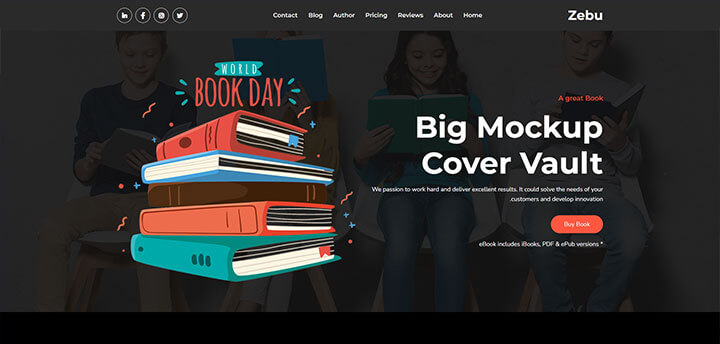 Contact Blog Author Pricing Reviews About Home
Zebu
WORLD
BOOK DAY
A great Book
Big Mockup
Cover Vault
We passion to work hard and deliver excellent results. It could solve the needs of your
.customers and develop innovation
Buy Book
eBook includes iBooks, PDF & ePub versions *